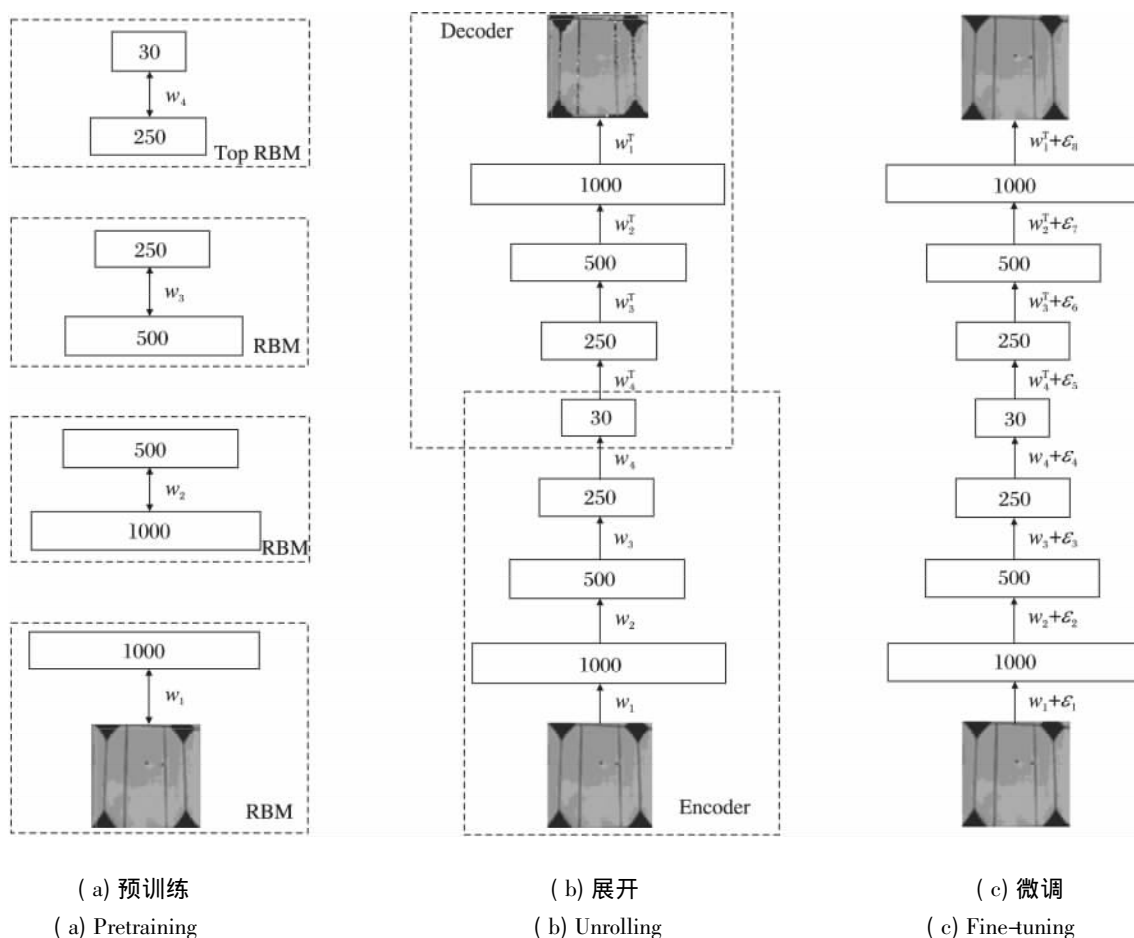 30
w₄
250
Top RBM
250
w₃
500
RBM
500
w₂
1000
RBM
1000
w₁
RBM
( a) 预训练
( a) Pretraining
Decoder
w₁ᵀ
1000
w₂ᵀ
500
w₃ᵀ
250
w₄ᵀ
30
w₄
250
w₃
500
w₂
1000
w₁
Encoder
( b) 展开
( b) Unrolling
w₁ᵀ+ε₈
1000
w₂ᵀ+ε₇
500
w₃ᵀ+ε₆
250
w₄ᵀ+ε₅
30
w₄+ε₄
250
w₃+ε₃
500
w₂+ε₂
1000
w₁+ε₁
( c) 微调
( c) Fine-tuning